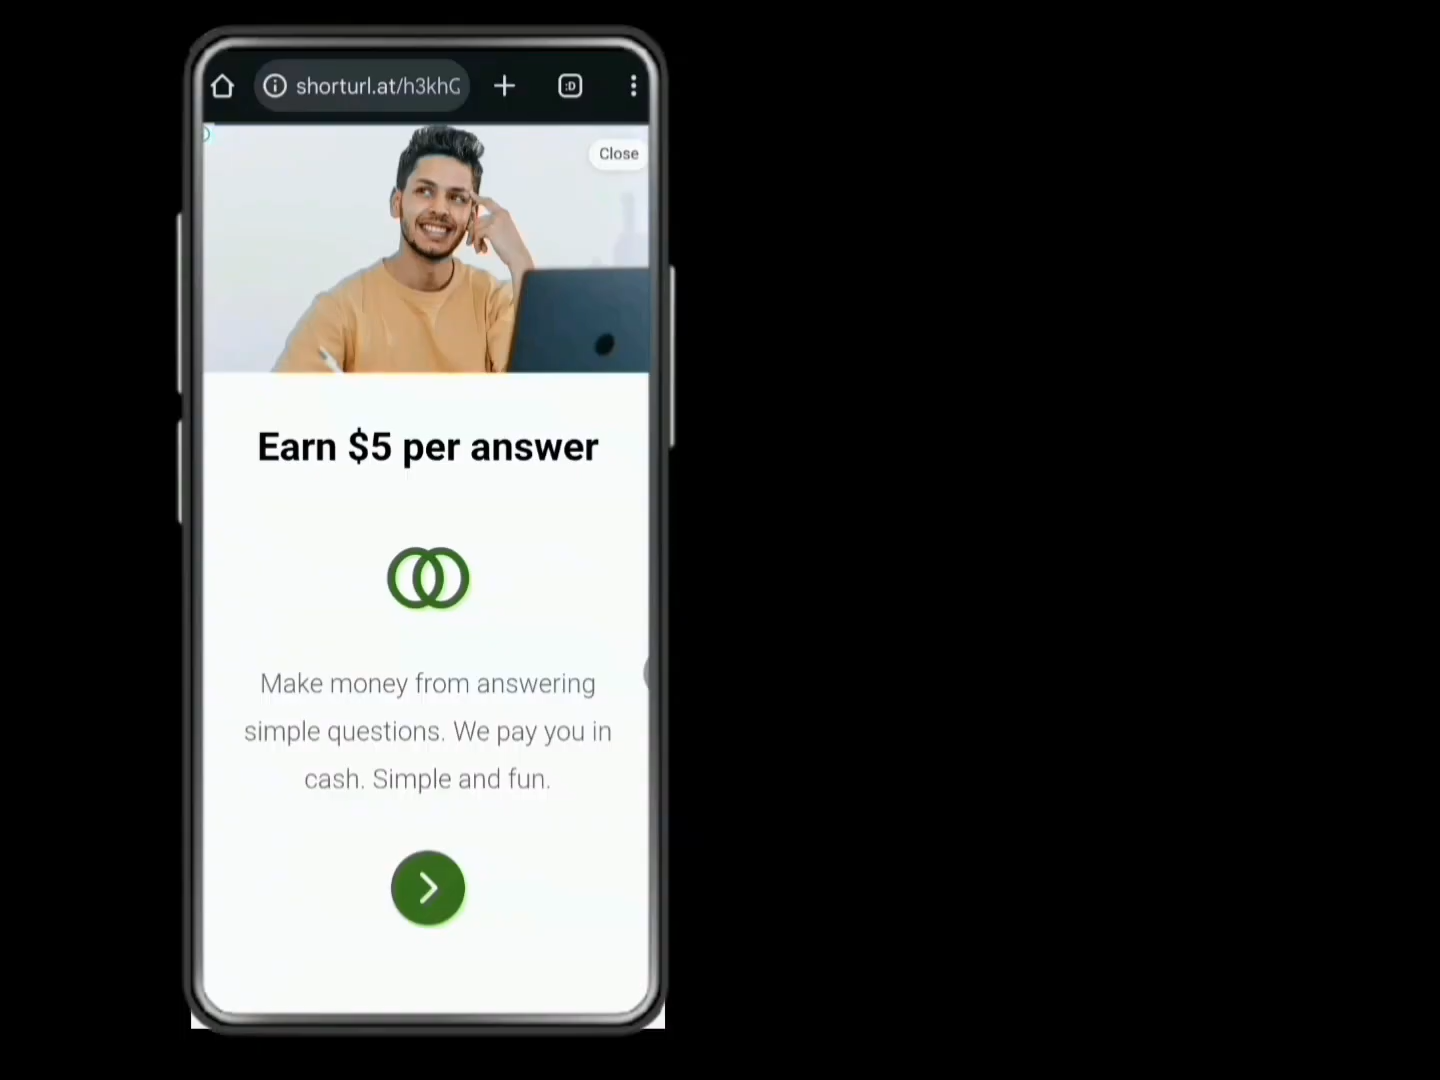 shorturl.at/h3khG
:D
Close
Earn $5 per answer
Make money from answering
simple questions. We pay you in
cash. Simple and fun.